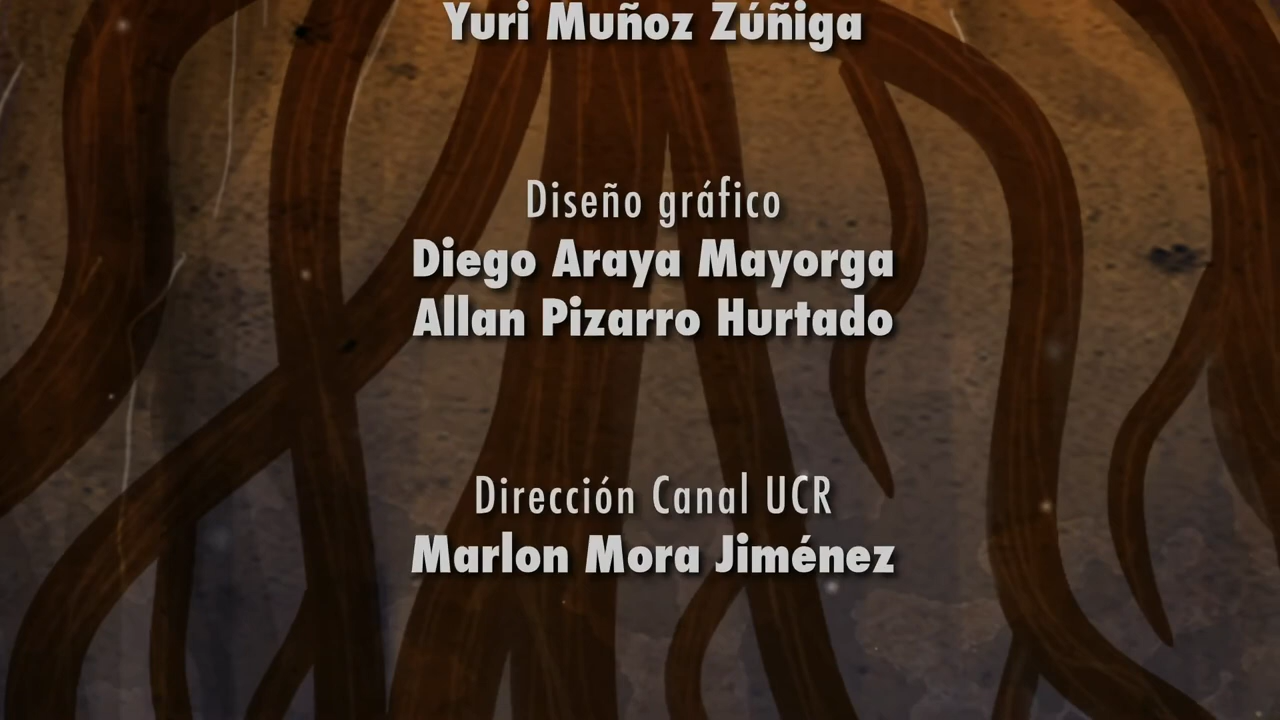 Yuri Muñoz Zúñiga
Diseño gráfico
Diego Araya Mayorga
Allan Pizarro Hurtado
Dirección Canal UCR
Marlon Mora Jiménez